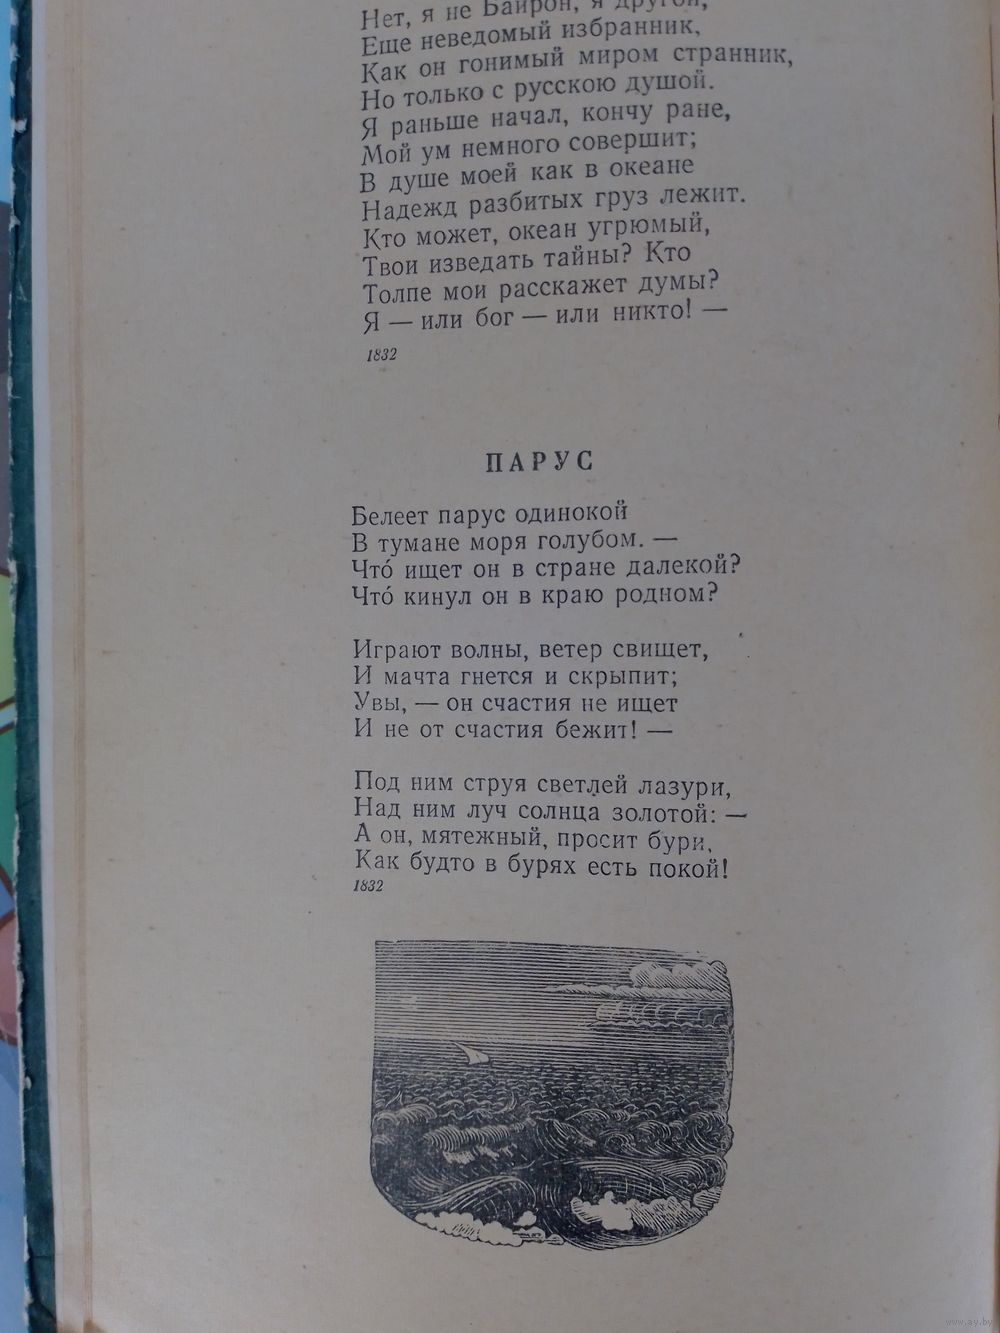 Нет, я не Байрон, я другой,
Еще неведомый избранник,
Как он гонимый миром странник,
Но только с русскою душой.
Я раньше начал, кончу ране,
Мой ум немного совершит;
В душе моей как в океане
Надежд разбитых груз лежит.
Кто может, океан угрюмый,
Твои изведать тайны? Кто
Толпе мои расскажет думы?
Я — или бог — или никто! —
1832
ПАРУС
Белеет парус одинокой
В тумане моря голубом. —
Что́ ищет он в стране далекой?
Что́ кинул он в краю родном?
Играют волны, ветер свищет,
И мачта гнется и скрыпит;
Увы, — он счастия не ищет
И не от счастия бежит! —
Под ним струя светлей лазури,
Над ним луч солнца золотой: —
А он, мятежный, просит бури,
Как будто в бурях есть покой!
1832
www.ay.by